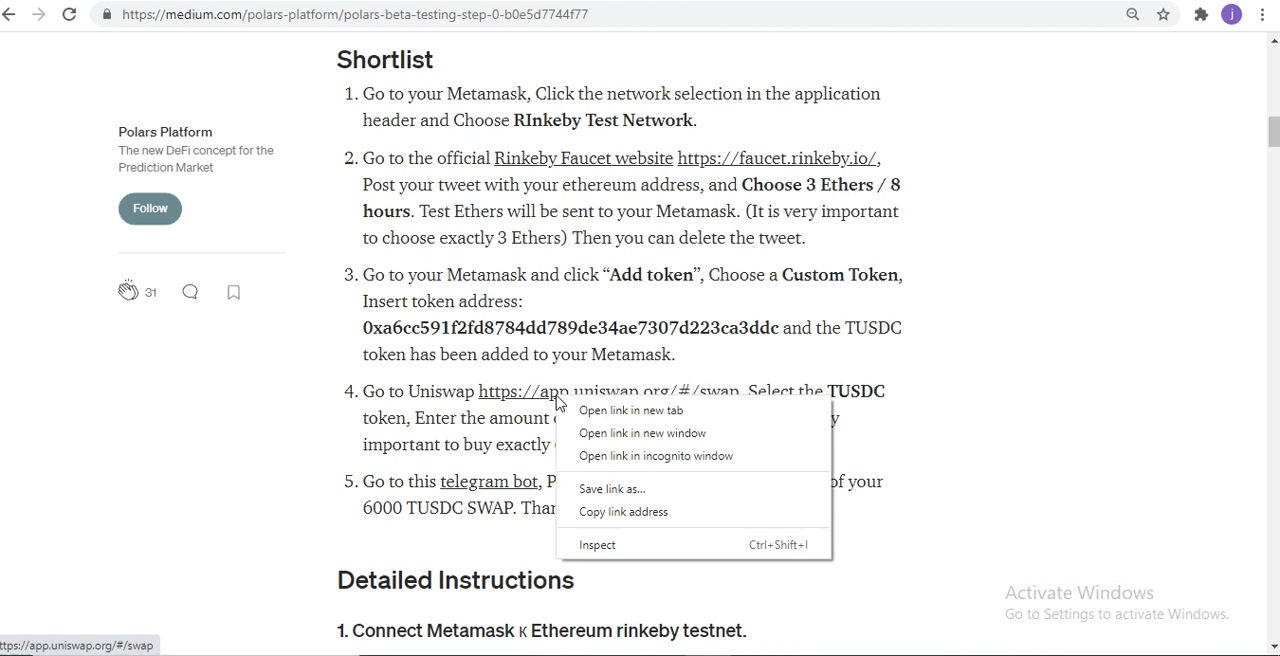 https://medium.com/polars-platform/polars-beta-testing-step-0-b0e5d7744f77
j
Shortlist
1. Go to your Metamask, Click the network selection in the application
header and Choose RInkeby Test Network.
Polars Platform
The new DeFi concept for the
Prediction Market
Follow
31
2. Go to the official Rinkeby Faucet website https://faucet.rinkeby.io/,
Post your tweet with your ethereum address, and Choose 3 Ethers / 8
hours. Test Ethers will be sent to your Metamask. (It is very important
to choose exactly 3 Ethers) Then you can delete the tweet.
3. Go to your Metamask and click “Add token”, Choose a Custom Token,
Insert token address:
0xa6cc591f2fd8784dd789de34ae7307d223ca3ddc and the TUSDC
token has been added to your Metamask.
4. Go to Uniswap https://app.uniswap.org/#/swap. Select the TUSDC
token, Enter the amount
important to buy exactly
5. Go to this telegram bot, of your
6000 TUSDC SWAP.
Open link in new tab
Open link in new window
Open link in incognito window
Save link as...
Copy link address
Inspect Ctrl+Shift+I
Detailed Instructions
1. Connect Metamask к Ethereum rinkeby testnet.
Activate Windows
Go to Settings to activate Windows.
ttps://app.uniswap.org/#/swap